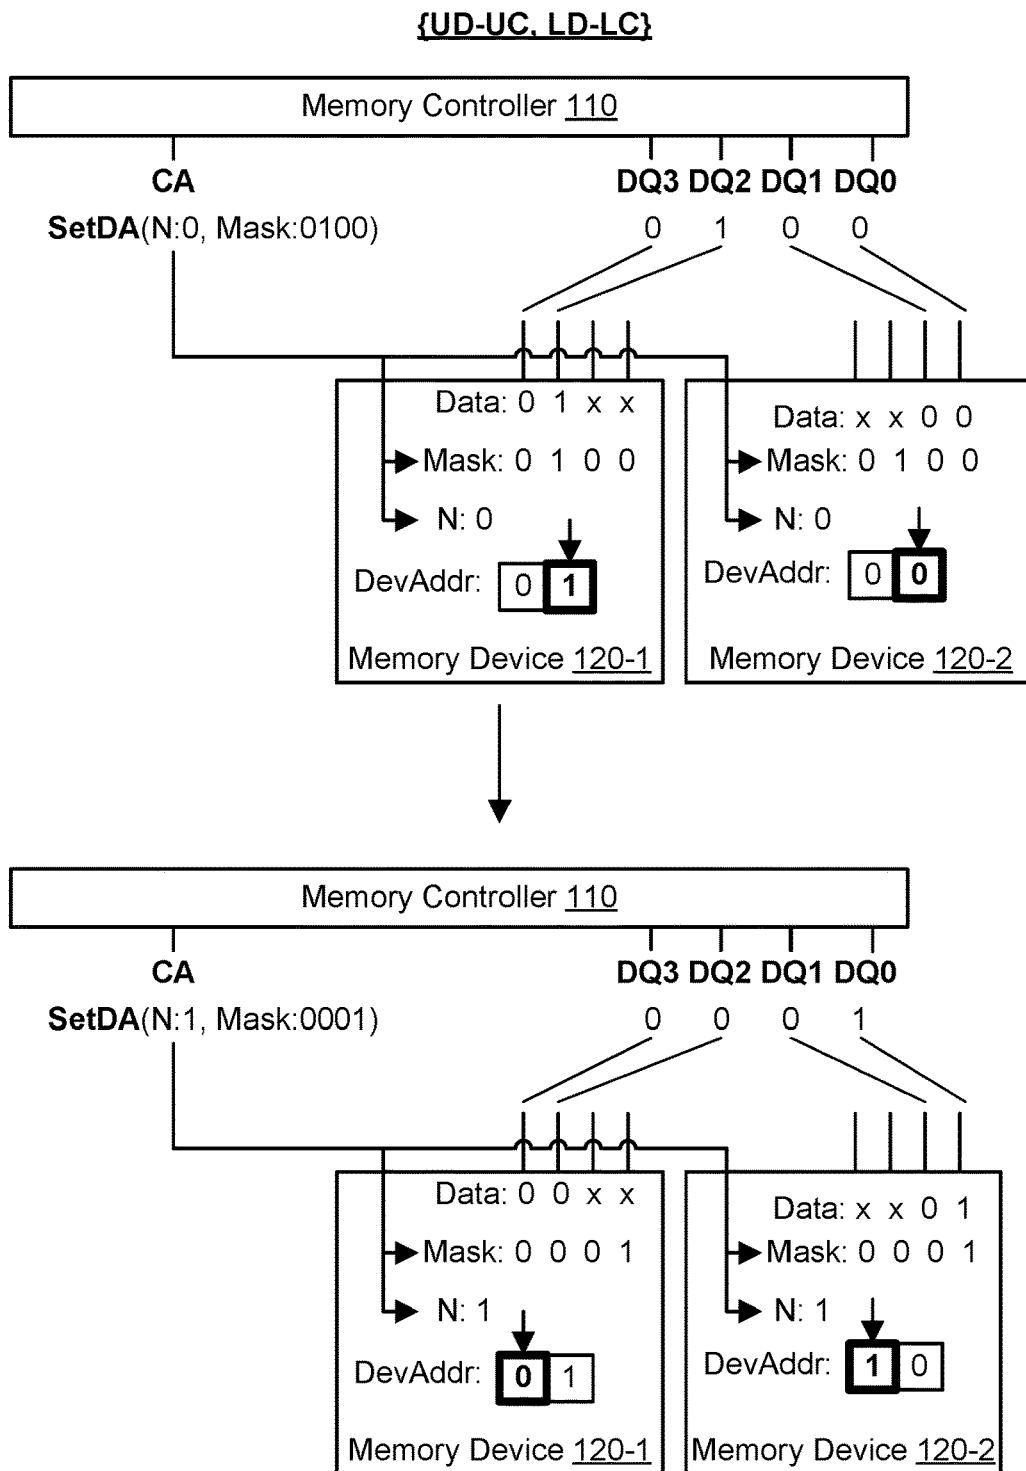 {UD-UC, LD-LC}
Memory Controller 110
CA DQ3 DQ2 DQ1 DQ0
SetDA(N:0, Mask:0100) 0 1 0 0
Data: 0 1 x x
Data: x x 0 0
Mask: 0 1 0 0
Mask: 0 1 0 0
N: 0
N: 0
DevAddr: 0 1
DevAddr: 0 0
Memory Device 120-1
Memory Device 120-2
Memory Controller 110
CA DQ3 DQ2 DQ1 DQ0
SetDA(N:1, Mask:0001) 0 0 0 1
Data: 0 0 x x
Data: x x 0 1
Mask: 0 0 0 1
Mask: 0 0 0 1
N: 1
N: 1
DevAddr: 0 1
DevAddr: 1 0
Memory Device 120-1
Memory Device 120-2